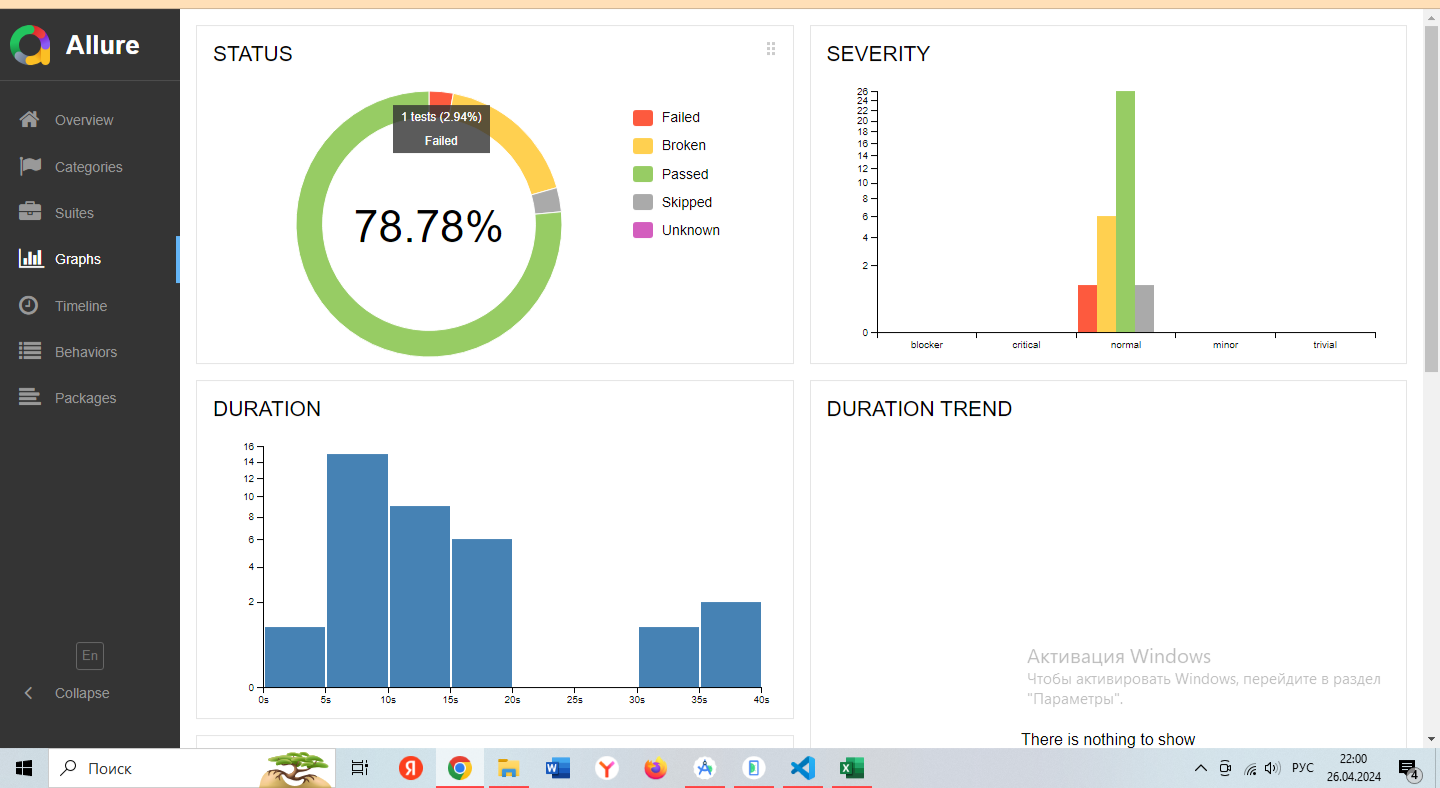 Allure
Overview
Categories
Suites
Graphs
Timeline
Behaviors
Packages
En
Collapse
STATUS
1 tests (2.94%)
Failed
78.78%
Failed
Broken
Passed
Skipped
Unknown
SEVERITY
26
24
22
20
18
16
14
12
10
8
6
4
2
0
blocker critical normal minor trivial
DURATION
16
14
12
10
8
6
4
2
0
0s 5s 10s 15s 20s 25s 30s 35s 40s
DURATION TREND
Активация Windows
Чтобы активировать Windows, перейдите в раздел
"Параметры".
There is nothing to show
Поиск
РУС
22:00
26.04.2024
4